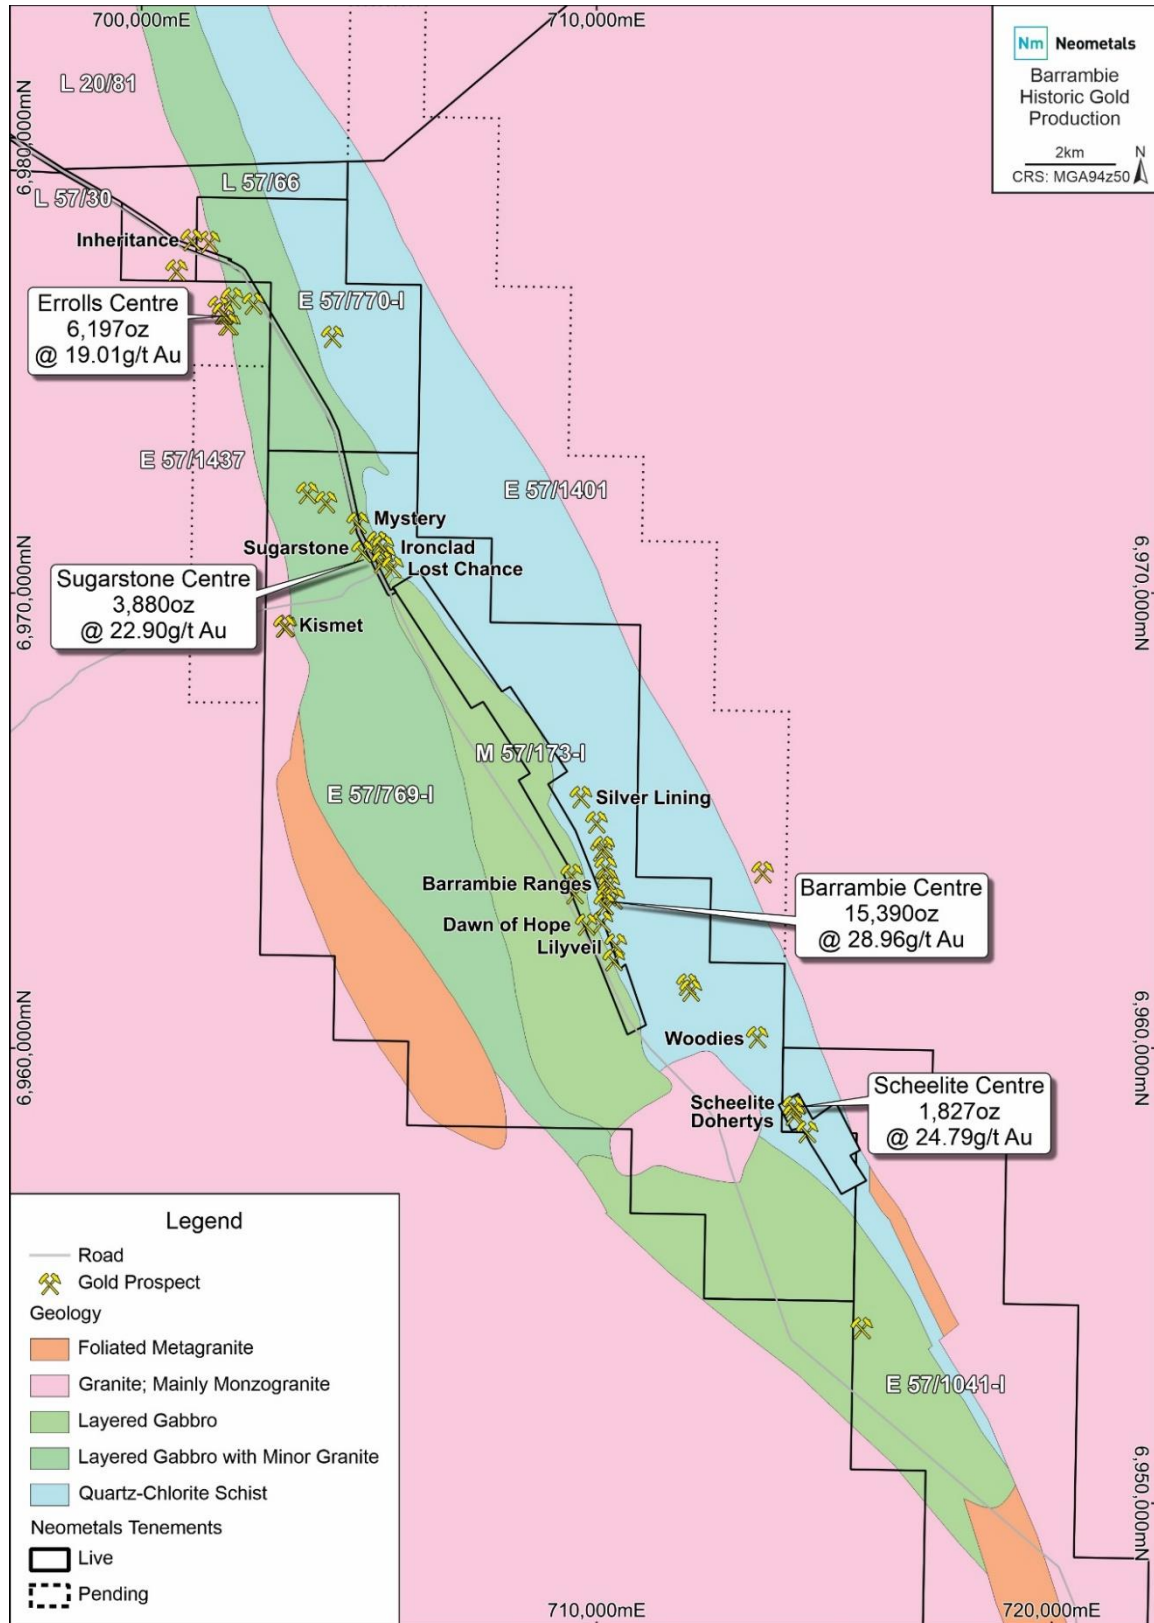 700,000mE
710,000mE
Nm Neometals
Barrambie
Historic Gold
Production
2km
N
CRS: MGA94z50
6,980,000mN
L 20/81
L 57/66
L 57/30
Inheritance
Errolls Centre
6,197oz
@ 19.01g/t Au
E 57/770-I
E 57/1437
E 57/1401
Mystery
Sugarstone
Ironclad
Lost Chance
Sugarstone Centre
3,880oz
@ 22.90g/t Au
6,970,000mN
6,970,000mN
Kismet
M 57/173-I
E 57/769-I
Silver Lining
Barrambie Ranges
Barrambie Centre
15,390oz
@ 28.96g/t Au
Dawn of Hope
Lilyveil
Woodies
6,960,000mN
6,960,000mN
Scheelite
Dohertys
Scheelite Centre
1,827oz
@ 24.79g/t Au
E 57/1041-I
6,950,000mN
Legend
Road
Gold Prospect
Geology
Foliated Metagranite
Granite; Mainly Monzogranite
Layered Gabbro
Layered Gabbro with Minor Granite
Quartz-Chlorite Schist
Neometals Tenements
Live
Pending
710,000mE
720,000mE